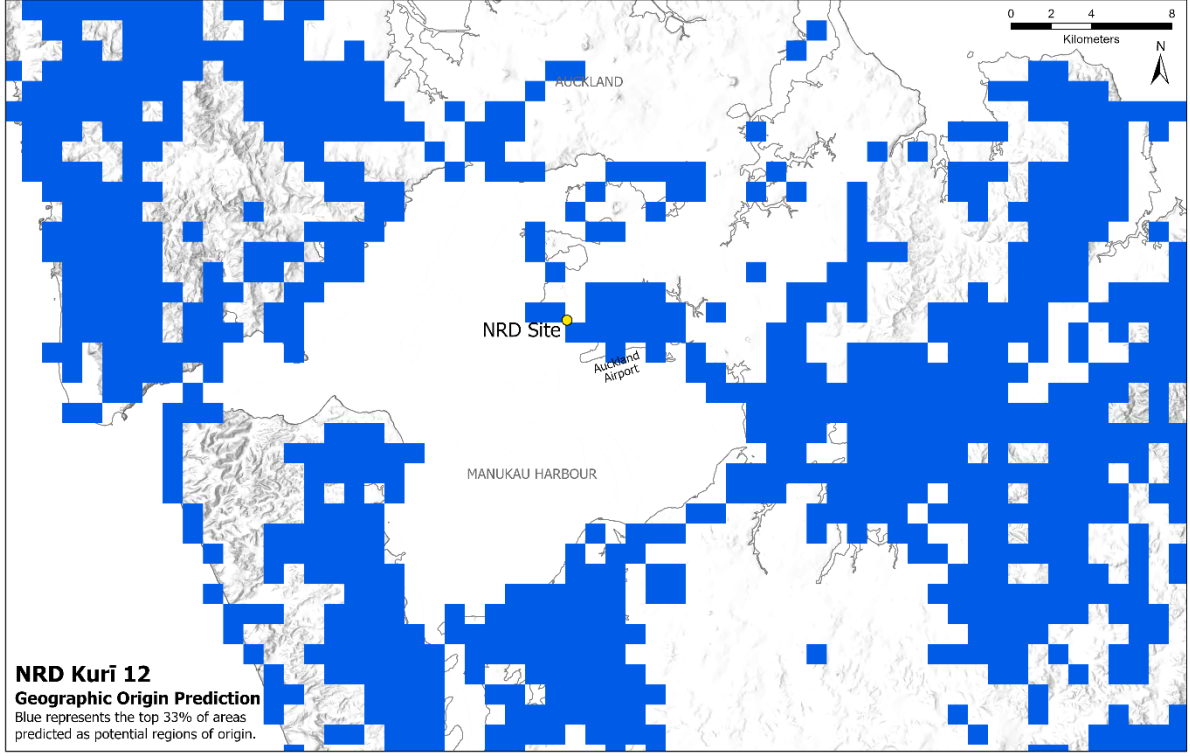 0 2 4 8
Kilometers
N
AUCKLAND
NRD Site
Auckland
Airport
MANUKAU HARBOUR
NRD Kurī 12
Geographic Origin Prediction
Blue represents the top 33% of areas
predicted as potential regions of origin.